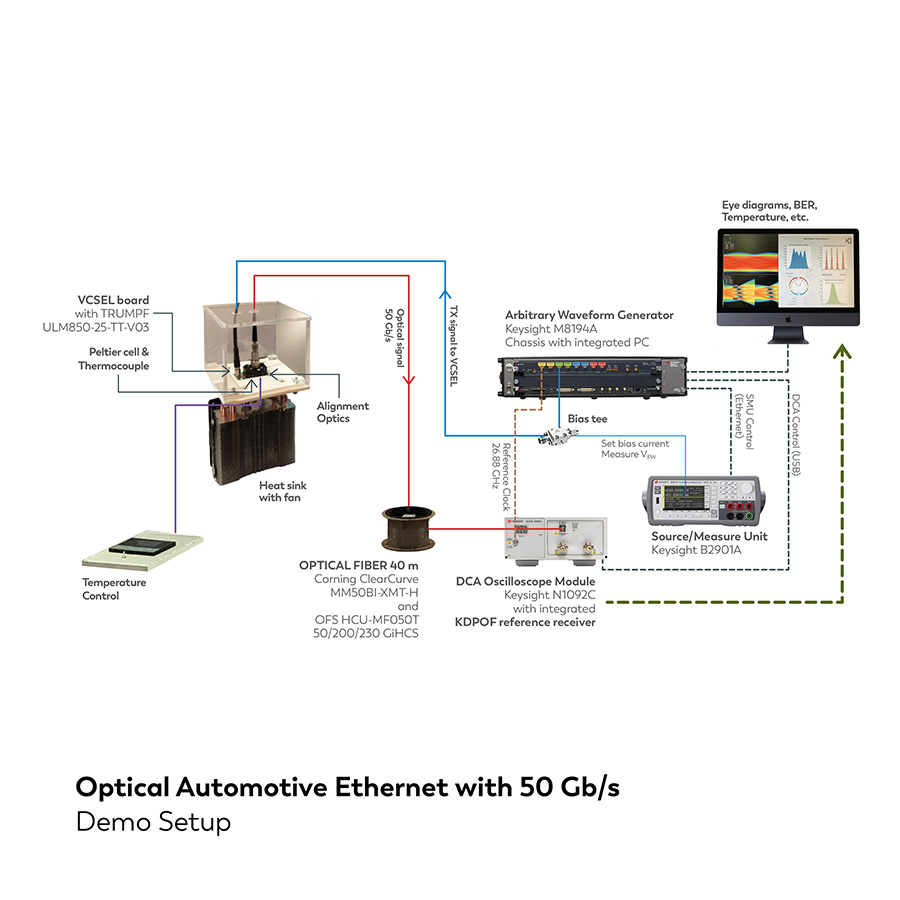 Eye diagrams, BER,
Temperature, etc.
VCSEL board
with TRUMPF
ULM850-25-TT-V03
Peltier cell &
Thermocouple
Alignment
Optics
Heat sink
with fan
Temperature
Control
Optical signal
50 Gb/s
TX signal to VCSEL
Arbitrary Waveform Generator
Keysight M8194A
Chassis with integrated PC
Bias tee
Set bias current
Measure VFW
Reference Clock
26.88 GHz
SMU Control
(Ethernet)
DCA Control (USB)
Source/Measure Unit
Keysight B2901A
OPTICAL FIBER 40 m
Corning ClearCurve
MM50BI-XMT-H
and
OFS HCU-MF050T
50/200/230 GiHCS
DCA Oscilloscope Module
Keysight N1092C
with integrated
KDPOF reference receiver
Optical Automotive Ethernet with 50 Gb/s
Demo Setup